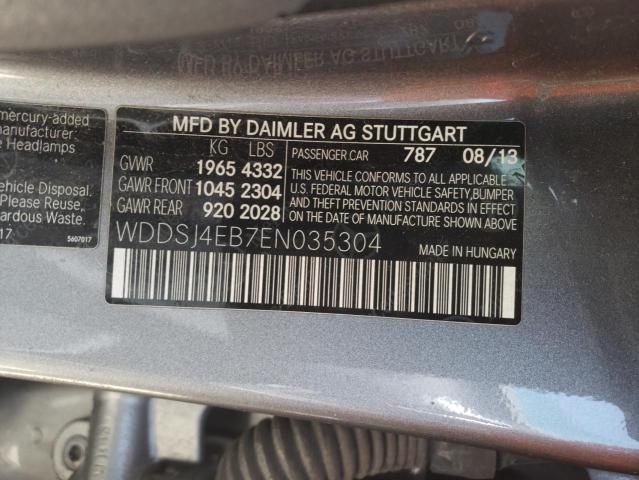 mercury-added
manufacturer:
e Headlamps
ehicle Disposal.
Please Reuse,
ardous Waste.
17
5607017
MFD BY DAIMLER AG STUTTGART
KG LBS
GVWR 1965 4332
GAWR FRONT 1045 2304
GAWR REAR 920 2028
PASSENGER CAR 787 08/13
THIS VEHICLE CONFORMS TO ALL APPLICABLE
U.S. FEDERAL MOTOR VEHICLE SAFETY,BUMPER,
AND THEFT PREVENTION STANDARDS IN EFFECT
ON THE DATE OF MANUFACTURE SHOWN ABOVE
WDDSJ4EB7EN035304
MADE IN HUNGARY